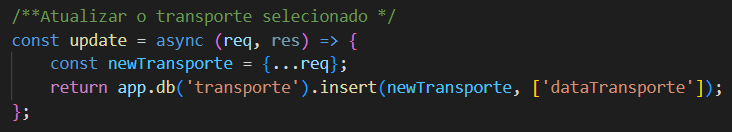 /**Atualizar o transporte selecionado */
const update = async (req, res) => {
    const newTransporte = {...req};
    return app.db('transporte').insert(newTransporte, ['dataTransporte']);
};